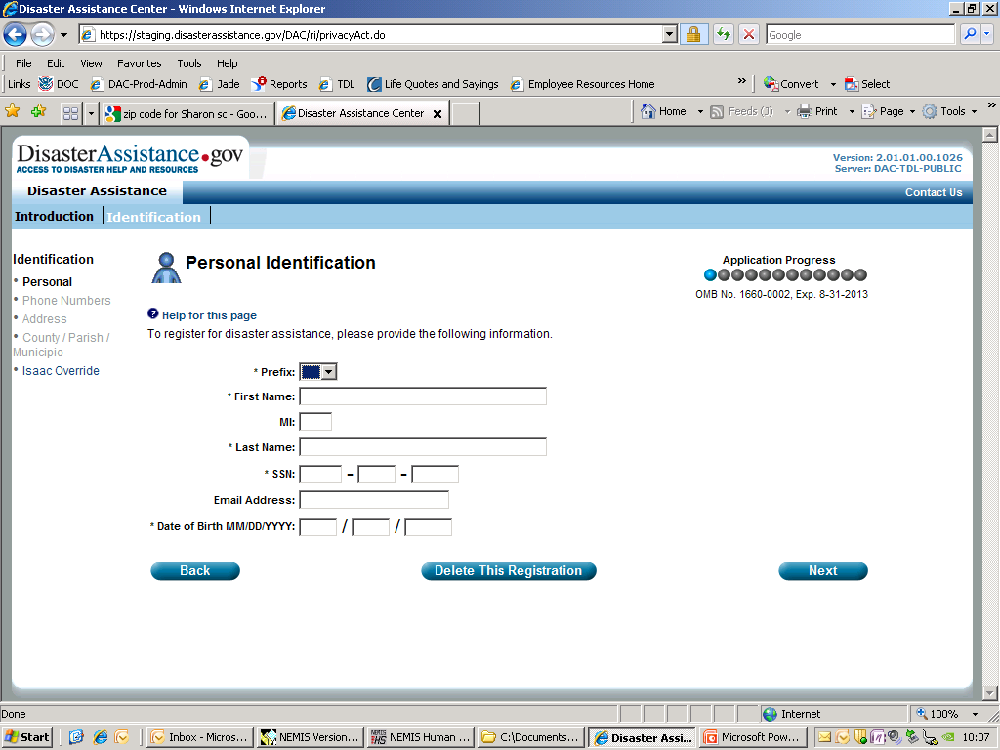 Disaster Assistance Center - Windows Internet Explorer
https://staging.disasterassistance.gov/DAC/ri/privacyAct.do
Google
File Edit View Favorites Tools Help
Links DOC DAC-Prod-Admin Jade Reports TDL Life Quotes and Sayings Employee Resources Home » Convert Select
zip code for Sharon sc - Goo... Disaster Assistance Center Home Feeds (J) Print Page Tools »
DisasterAssistance.gov
ACCESS TO DISASTER HELP AND RESOURCES
Version: 2.01.01.00.1026
Server: DAC-TDL-PUBLIC
Disaster Assistance
Contact Us
Introduction Identification
Identification
• Personal
• Phone Numbers
• Address
• County / Parish /
Municipio
• Isaac Override
Personal Identification
Application Progress
OMB No. 1660-0002, Exp. 8-31-2013
? Help for this page
To register for disaster assistance, please provide the following information.
* Prefix:
* First Name:
MI:
* Last Name:
* SSN: - -
Email Address:
* Date of Birth MM/DD/YYYY: / /
Back Delete This Registration Next
Done Internet 100%
Start Inbox - Micros... NEMIS Version... NEMIS Human ... C:\Documents... Disaster Assi... Microsoft Pow... 10:07